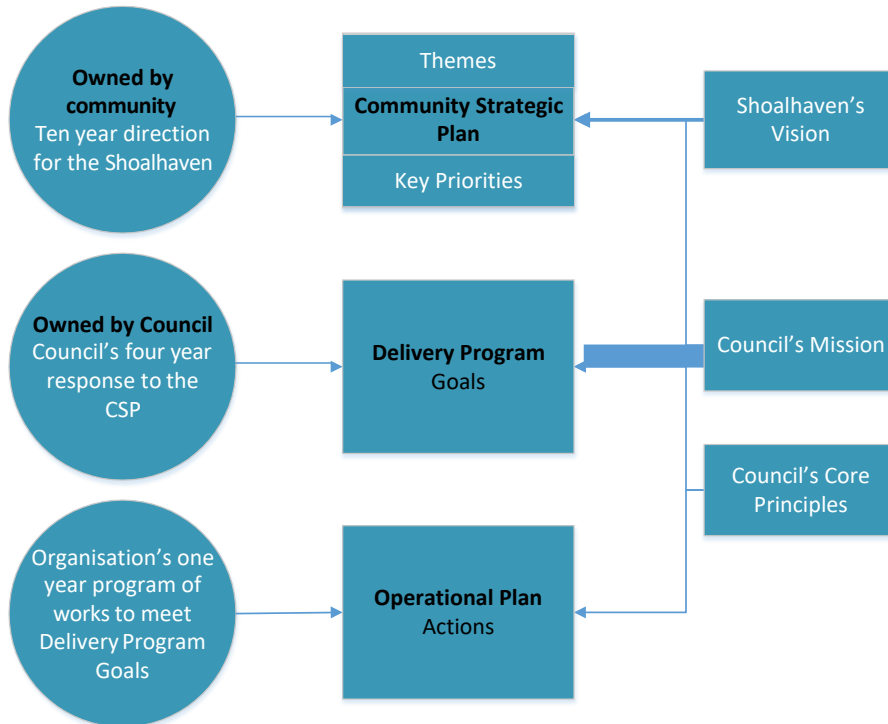 Owned by
community
Ten year direction
for the Shoalhaven
Themes
Community Strategic
Plan
Key Priorities
Shoalhaven's
Vision
Owned by Council
Council's four year
response to the
CSP
Delivery Program
Goals
Council's Mission
Council's Core
Principles
Organisation's one
year program of
works to meet
Delivery Program
Goals
Operational Plan
Actions